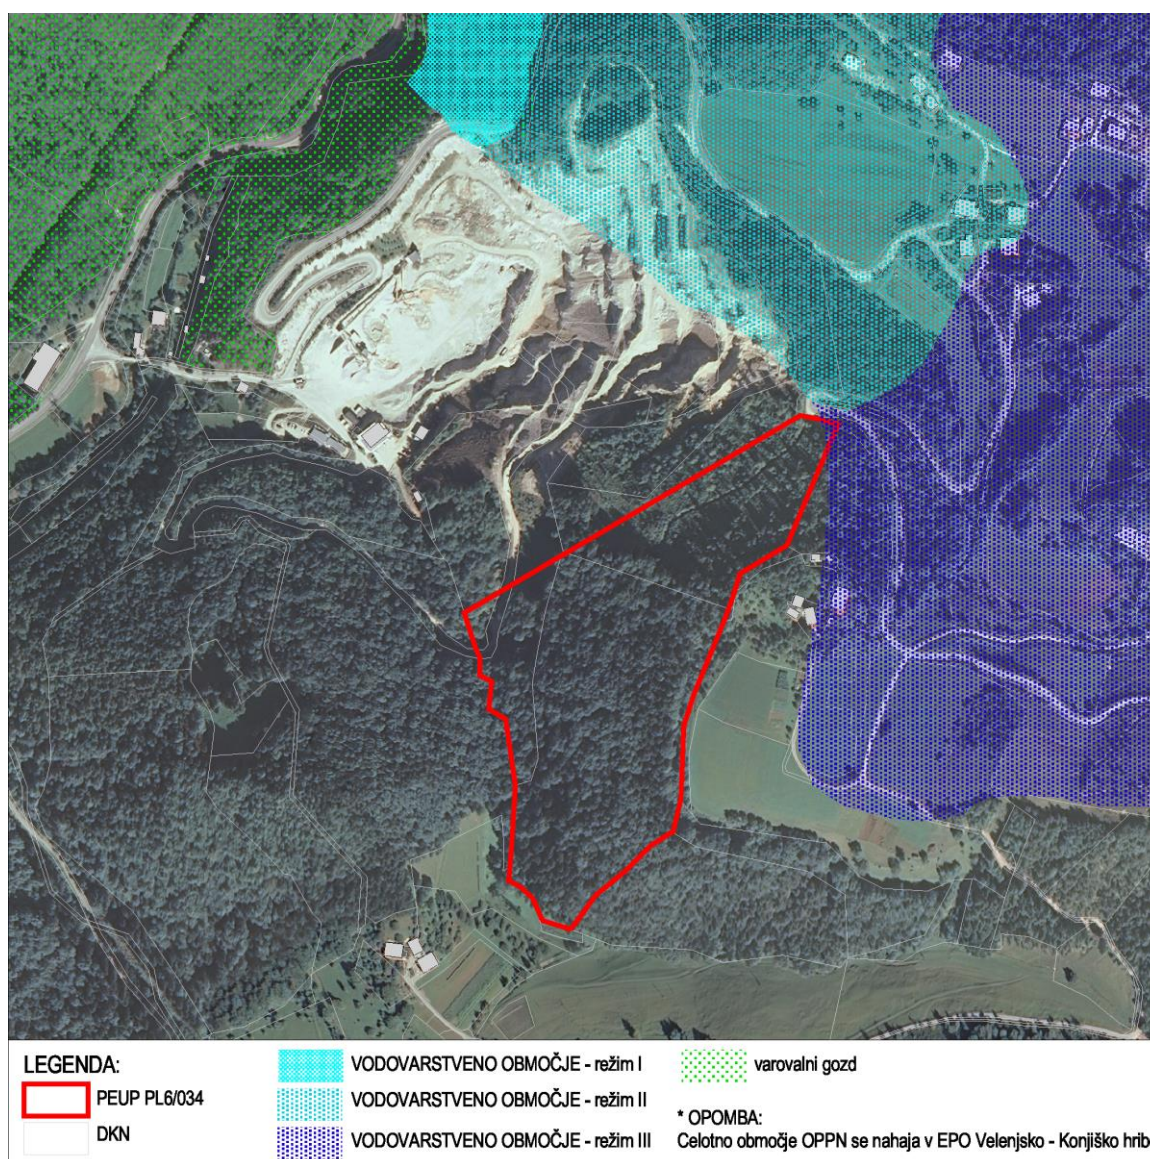 LEGENDA:
PEUP PL6/034
DKN
VODOVARSTVENO OBMOČJE - režim I
VODOVARSTVENO OBMOČJE - režim II
VODOVARSTVENO OBMOČJE - režim III
varovalni gozd
* OPOMBA:
Celotno območje OPPN se nahaja v EPO Velenjsko - Konjiško hrib